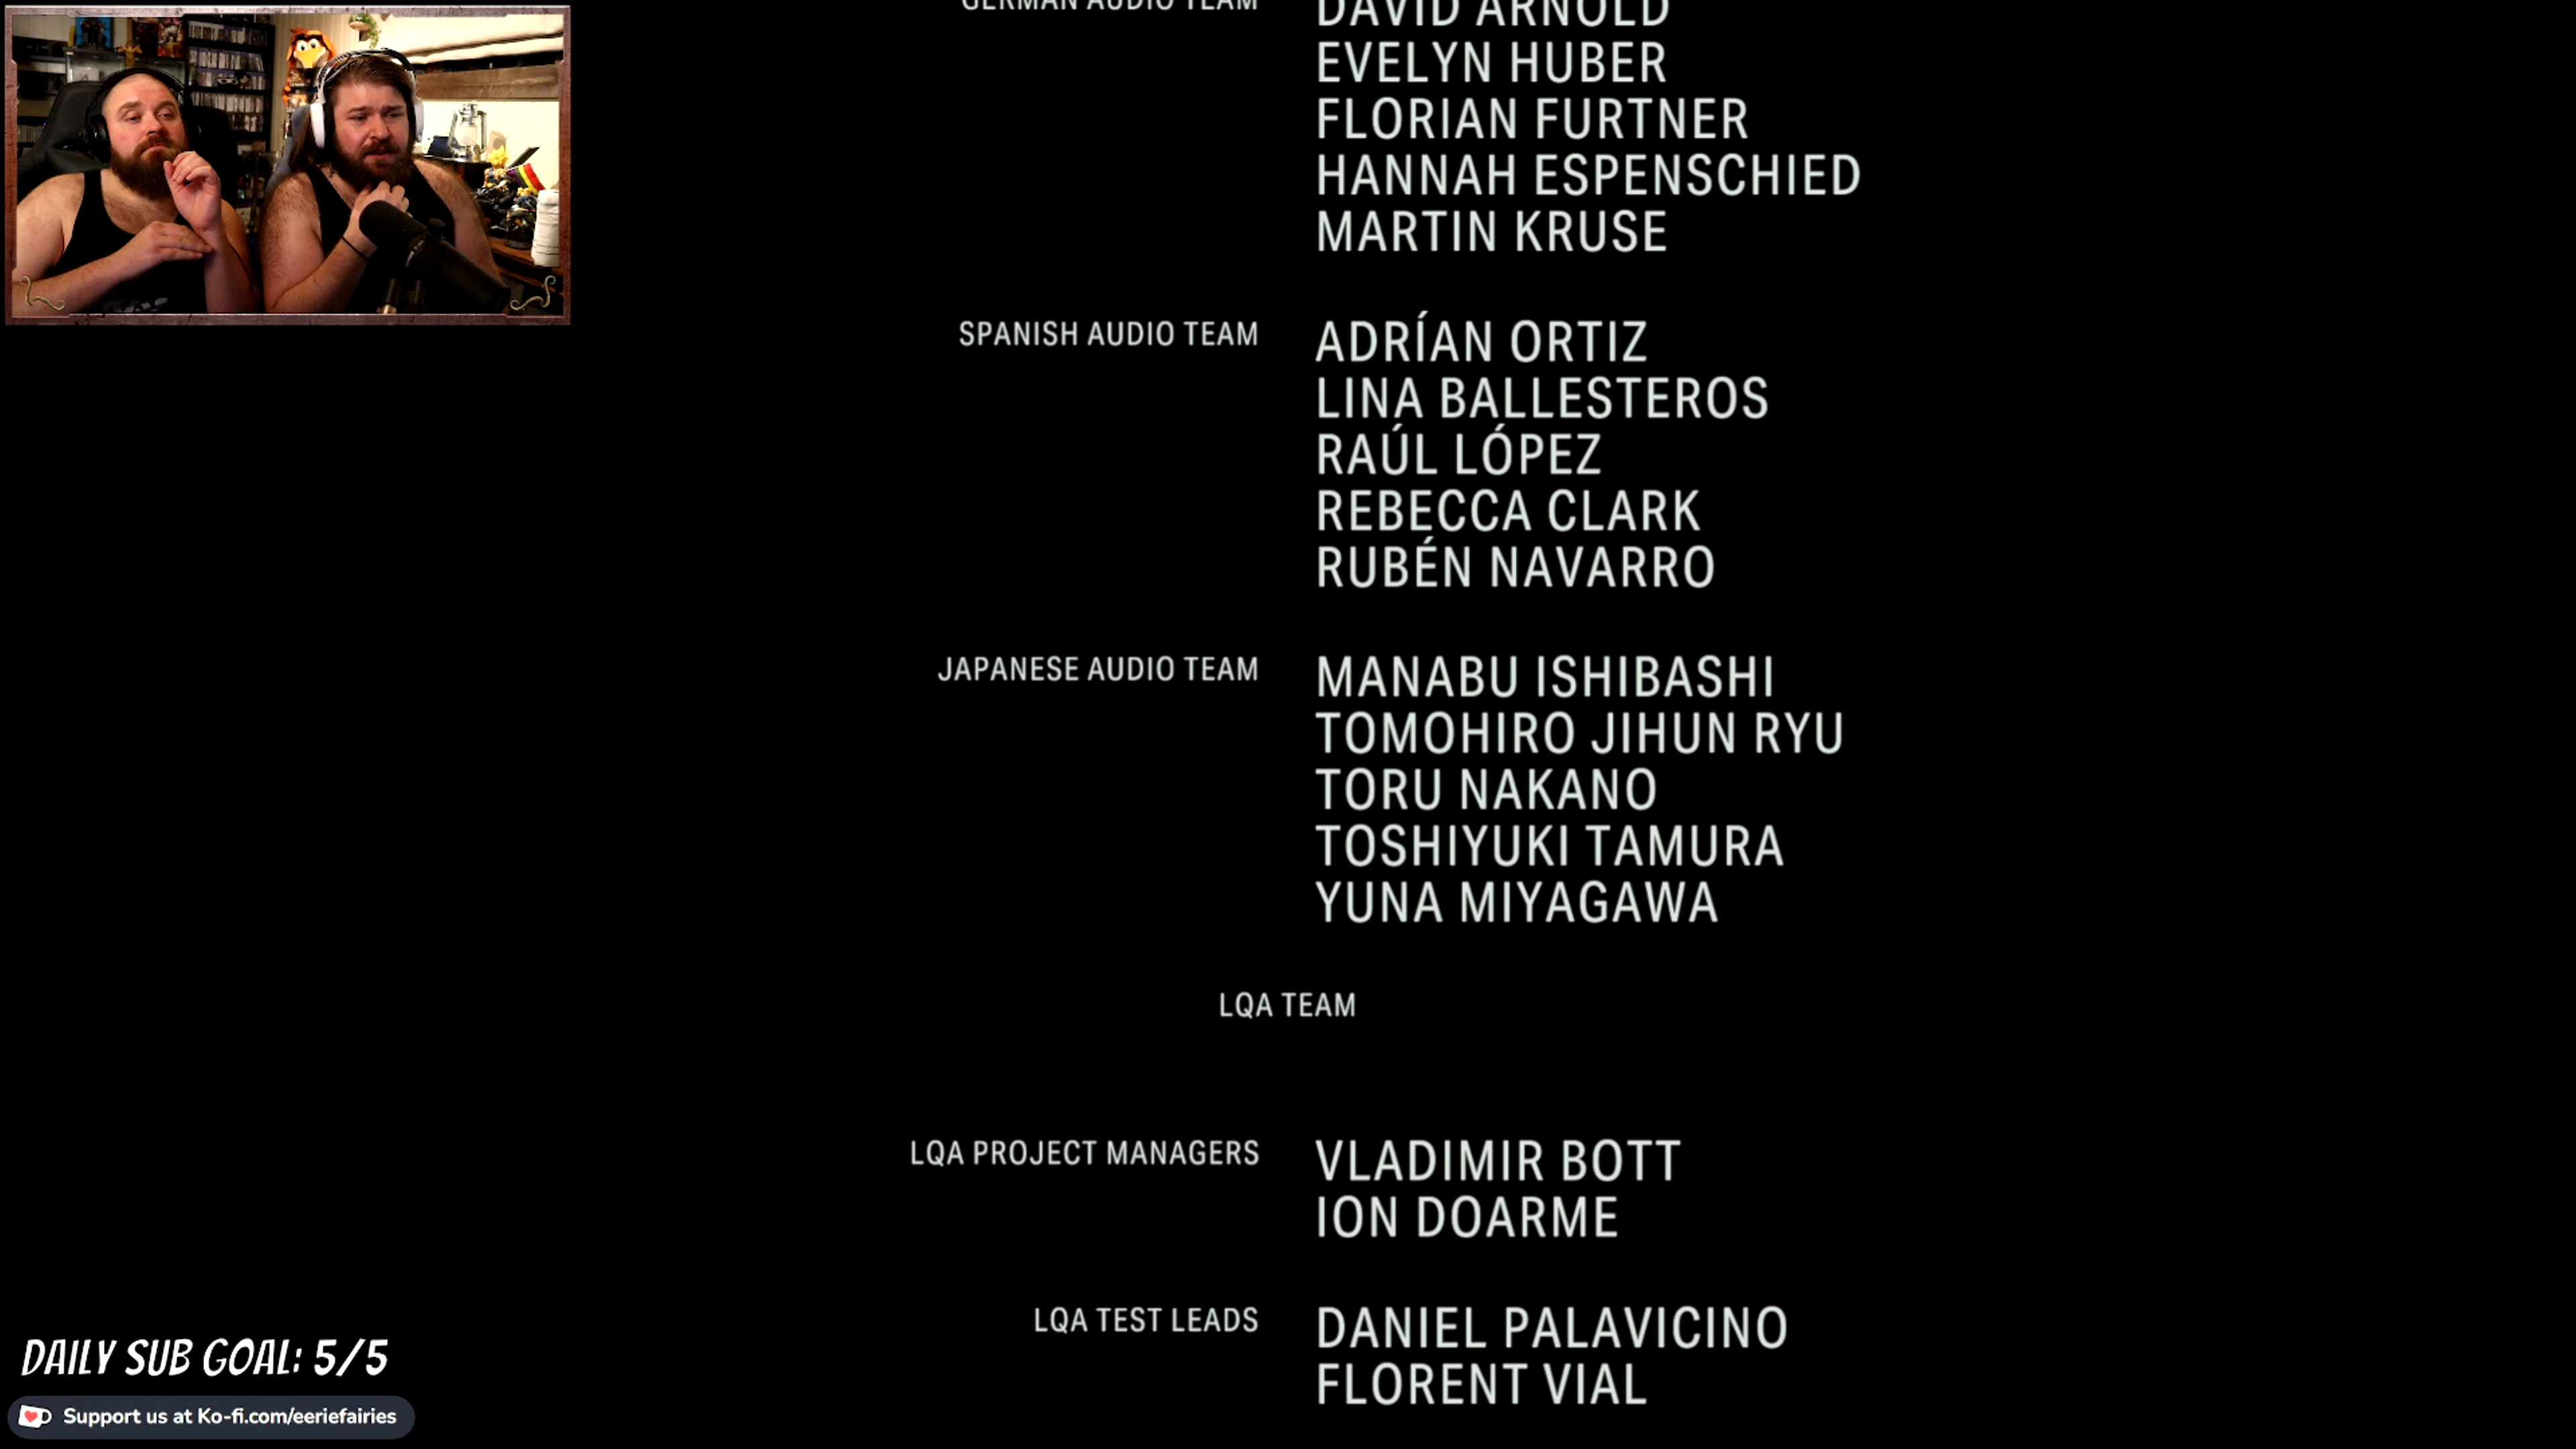 GERMAN AUDIO TEAM DAVID ARNOLD
EVELYN HUBER
FLORIAN FURTNER
HANNAH ESPENSCHIED
MARTIN KRUSE
SPANISH AUDIO TEAM ADRÍAN ORTIZ
LINA BALLESTEROS
RAÚL LÓPEZ
REBECCA CLARK
RUBÉN NAVARRO
JAPANESE AUDIO TEAM MANABU ISHIBASHI
TOMOHIRO JIHUN RYU
TORU NAKANO
TOSHIYUKI TAMURA
YUNA MIYAGAWA
LQA TEAM
LQA PROJECT MANAGERS VLADIMIR BOTT
ION DOARME
LQA TEST LEADS DANIEL PALAVICINO
FLORENT VIAL
DAILY SUB GOAL: 5/5
Support us at Ko-fi.com/eeriefairies